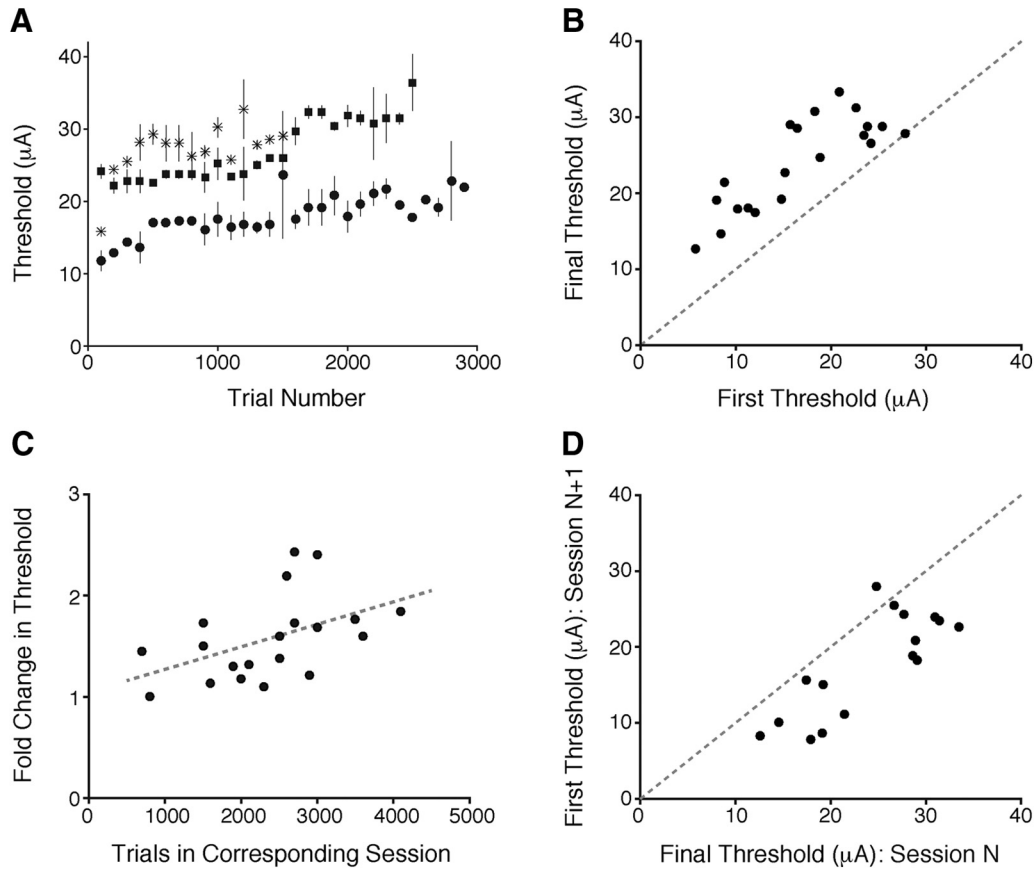 A
Threshold (μA)
40
30
20
10
0
0 1000 2000 3000
Trial Number
B
Final Threshold (μA)
40
30
20
10
0
0 10 20 30 40
First Threshold (μA)
C
Fold Change in Threshold
3
2
1
0
0 1000 2000 3000 4000 5000
Trials in Corresponding Session
D
First Threshold (μA): Session N+1
40
30
20
10
0
0 10 20 30 40
Final Threshold (μA): Session N